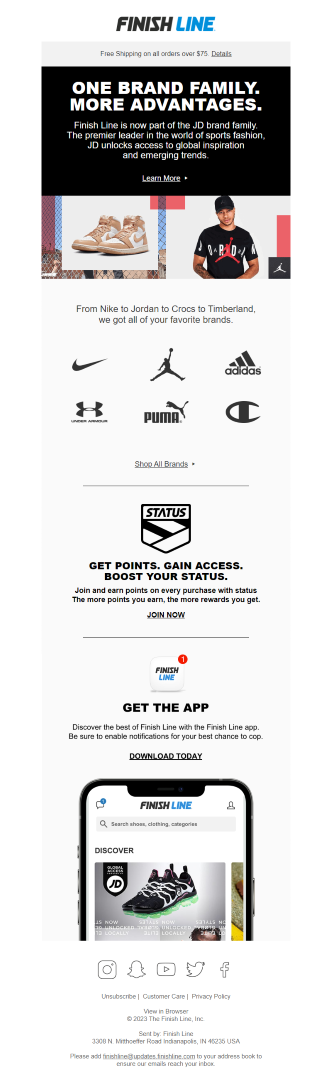 FINISH LINE
Free Shipping on all orders over $75. Details
ONE BRAND FAMILY.
MORE ADVANTAGES.
Finish Line is now part of the JD brand family.
The premier leader in the world of sports fashion,
JD unlocks access to global inspiration
and emerging trends.
Learn More
JORDAN
From Nike to Jordan to Crocs to Timberland,
we got all of your favorite brands.
adidas
UNDER ARMOUR
PUMA
Shop All Brands
STATUS
GET POINTS. GAIN ACCESS.
BOOST YOUR STATUS.
Join and earn points on every purchase with status
The more points you earn, the more rewards you get.
JOIN NOW
FINISH
LINE
1
GET THE APP
Discover the best of Finish Line with the Finish Line app.
Be sure to enable notifications for your best chance to cop.
DOWNLOAD TODAY
FINISH LINE
Search shoes, clothing, categories
DISCOVER
GLOBAL
ACCESS
JD
Unsubscribe | Customer Care | Privacy Policy
View in Browser
© 2023 The Finish Line, Inc.
Sent by: Finish Line
3308 N. Mitthoeffer Road Indianapolis, IN 46235 USA
Please add finishline@updates.finishline.com to your address book to
ensure our emails reach your inbox.